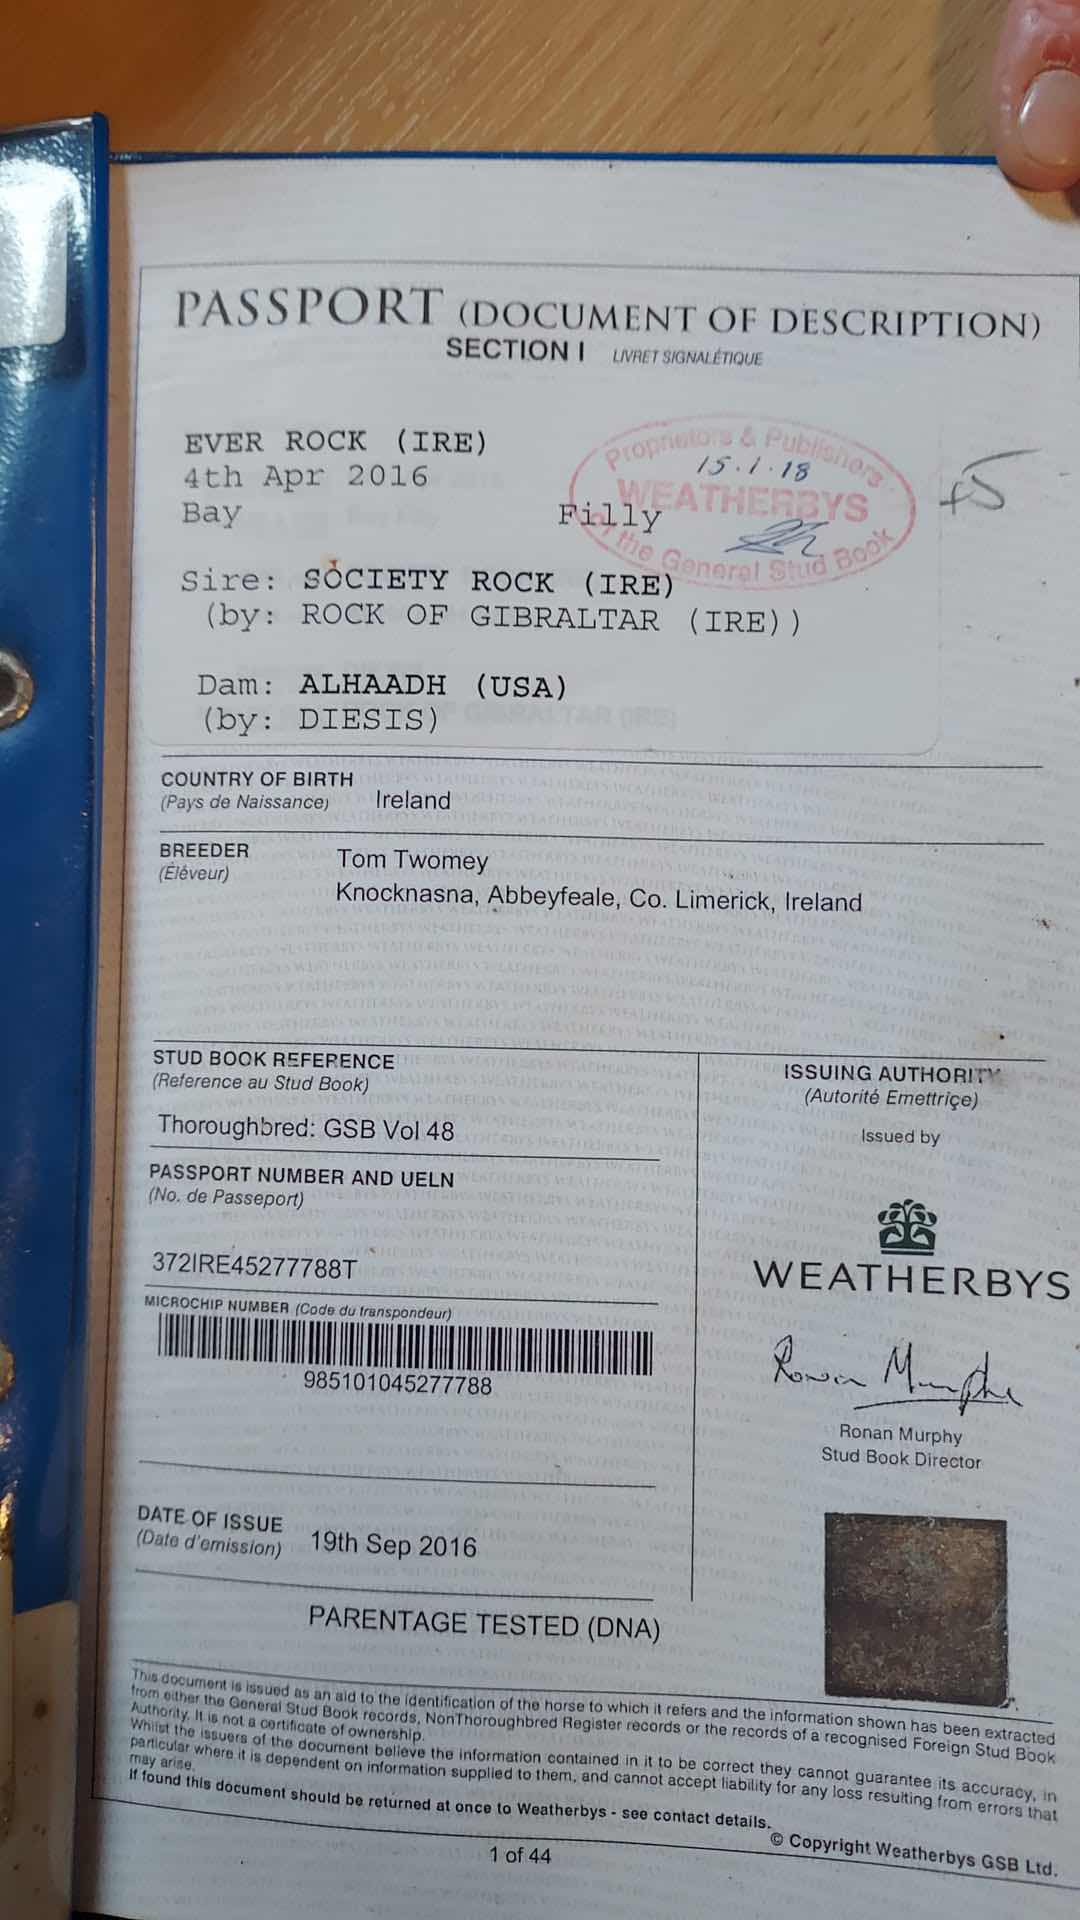 PASSPORT (DOCUMENT OF DESCRIPTION)
SECTION I LIVRET SIGNALÉTIQUE
EVER ROCK (IRE)
4th Apr 2016
Bay Filly
Proprietors & Publishers
15.1.18
WEATHERBYS
of the General Stud Book
Sire: SOCIETY ROCK (IRE)
(by: ROCK OF GIBRALTAR (IRE))
Dam: ALHAADH (USA)
(by: DIESIS)
COUNTRY OF BIRTH
(Pays de Naissance) Ireland
BREEDER
(Éléveur)
Tom Twomey
Knocknasna, Abbeyfeale, Co. Limerick, Ireland
STUD BOOK REFERENCE
(Reference au Stud Book)
Thoroughbred: GSB Vol 48
PASSPORT NUMBER AND UELN
(No. de Passeport)
372IRE45277788T
MICROCHIP NUMBER (Code du transpondeur)
985101045277788
DATE OF ISSUE
(Date d'emission) 19th Sep 2016
ISSUING AUTHORITY
(Autorité Emettriçe)
Issued by
WEATHERBYS
Ronan Murphy
Ronan Murphy
Stud Book Director
PARENTAGE TESTED (DNA)
This document is issued as an aid to the identification of the horse to which it refers and the information shown has been extracted
from either the General Stud Book records, NonThoroughbred Register records or the records of a recognised Foreign Stud Book
Authority. It is not a certificate of ownership.
Whilst the issuers of the document believe the information contained in it to be correct they cannot guarantee its accuracy, in
particular where it is dependent on information supplied to them, and cannot accept liability for any loss resulting from errors that
may arise.
If found this document should be returned at once to Weatherbys - see contact details.
© Copyright Weatherbys GSB Ltd.
1 of 44